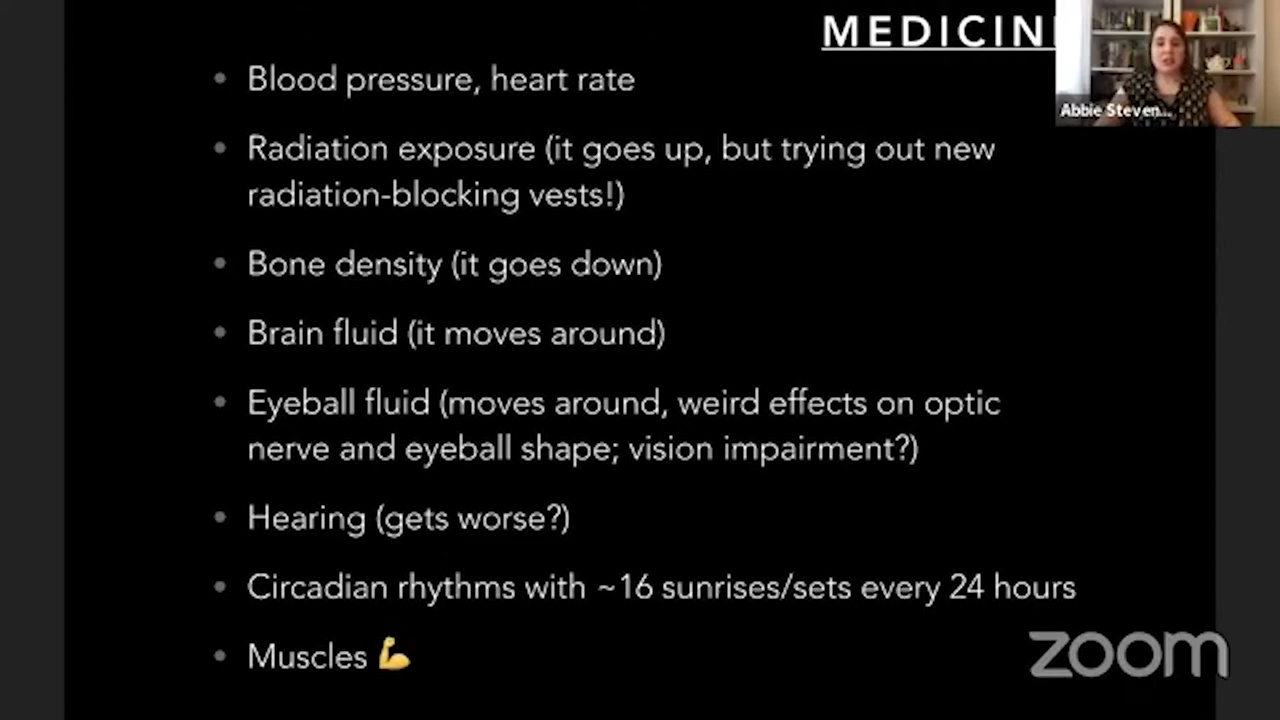 MEDICIN
Abbie Steven...
• Blood pressure, heart rate
• Radiation exposure (it goes up, but trying out new
radiation-blocking vests!)
• Bone density (it goes down)
• Brain fluid (it moves around)
• Eyeball fluid (moves around, weird effects on optic
nerve and eyeball shape; vision impairment?)
• Hearing (gets worse?)
• Circadian rhythms with ~16 sunrises/sets every 24 hours
• Muscles 💪
zoom